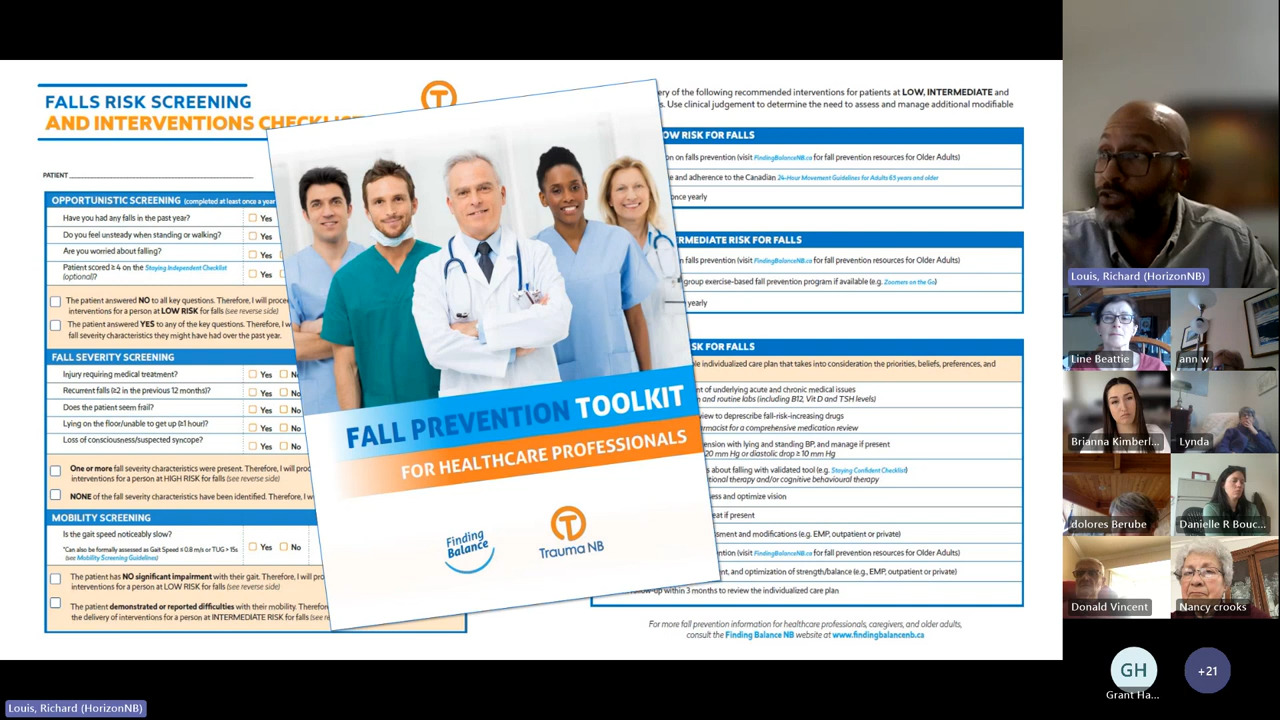 FALLS RISK SCREENING
AND INTERVENTIONS CHECKLIST
PATIENT
OPPORTUNISTIC SCREENING (completed at least once a year
Have you had any falls in the past year?
Yes
Do you feel unsteady when standing or walking?
Yes
Are you worried about falling?
Yes
Patient scored ≥ 4 on the Staying Independent Checklist
(optional)?
Yes
The patient answered NO to all key questions. Therefore, I will
interventions for a person at LOW RISK for falls (see reverse side)
The patient answered YES to any of the key questions. Therefore, I
fall severity characteristics they might have had over the past year.
FALL SEVERITY SCREENING
Injury requiring medical treatment?
Yes No
Recurrent falls (≥2 in the previous 12 months)?
Yes No
Does the patient seem frail?
Yes No
Lying on the floor/unable to get up (≥1 hour)?
Yes No
Loss of consciousness/suspected syncope?
Yes No
One or more fall severity characteristics were present. Therefore, I will
interventions for a person at HIGH RISK for falls (see reverse side)
NONE of the fall severity characteristics have been identified. Therefore, I
MOBILITY SCREENING
Is the gait speed noticeably slow?
*Can also be formally assessed as Gait Speed ≤ 0.8 m/s or TUG > 15s
(see Mobility Screening Guidelines)
Yes No
The patient has NO significant impairment with their gait. Therefore, I will
interventions for a person at LOW RISK for falls (see reverse side)
The patient demonstrated or reported difficulties with their mobility.
the delivery of interventions for a person at INTERMEDIATE RISK for falls (see
T
FALL PREVENTION TOOLKIT
FOR HEALTHCARE PROFESSIONALS
Finding
Balance
Trauma NB
of the following recommended interventions for patients at LOW, INTERMEDIATE and
Use clinical judgement to determine the need to assess and manage additional modifiable
RISK FOR FALLS
on falls prevention (visit FindingBalanceNB.ca for fall prevention resources for Older Adults)
and adherence to the Canadian 24-Hour Movement Guidelines for Adults 65 years and older
once yearly
RISK FOR FALLS
falls prevention (visit FindingBalanceNB.ca for fall prevention resources for Older Adults)
group exercise-based fall prevention program if available (e.g. Zoomers on the Go)
yearly
FOR FALLS
individualized care plan that takes into consideration the priorities, beliefs, preferences, and
of underlying acute and chronic medical issues
and routine labs (including B12, Vit D and TSH levels)
to deprescribe fall-risk-increasing drugs
for a comprehensive medication review
with lying and standing BP, and manage if present
20 mm Hg or diastolic drop ≥ 10 mm Hg
about falling with validated tool (e.g. Staying Confident Checklist)
therapy and/or cognitive behavioural therapy
and optimize vision
if present
and modifications (e.g. EMP, outpatient or private)
(visit FindingBalanceNB.ca for fall prevention resources for Older Adults)
and optimization of strength/balance (e.g., EMP, outpatient or private)
within 3 months to review the individualized care plan
For more fall prevention information for healthcare professionals, caregivers, and older adults,
consult the Finding Balance NB website at www.findingbalancenb.ca
Louis, Richard (HorizonNB)
Line Beattie
ann w
Brianna Kimberl...
Lynda
dolores Berube
Danielle R Bouc...
Donald Vincent
Nancy crooks
GH
+21
Grant Ha...
Louis, Richard (HorizonNB)